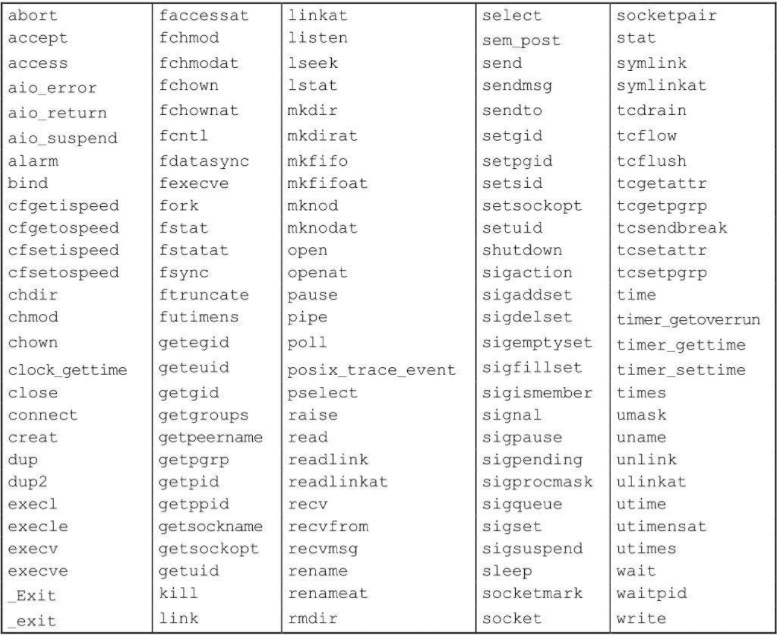 abort faccessat linkat select socketpair
accept fchmod listen sem_post stat
access fchmodat lseek send symlink
aio_error fchown lstat sendmsg symlinkat
aio_return fchownat mkdir sendto tcdrain
aio_suspend fcntl mkdirat setgid tcflow
alarm fdatasync mkfifo setpgid tcflush
bind fexecve mkfifoat setsid tcgetattr
cfgetispeed fork mknod setsockopt tcgetpgrp
cfgetospeed fstat mknodat setuid tcsendbreak
cfsetispeed fstatat open shutdown tcsetattr
cfsetospeed fsync openat sigaction tcsetpgrp
chdir ftruncate pause sigaddset time
chmod futimens pipe sigdelset timer_getoverrun
chown getegid poll sigemptyset timer_gettime
clock_gettime geteuid posix_trace_event sigfillset timer_settime
close getgid pselect sigismember times
connect getgroups raise signal umask
creat getpeername read sigpause uname
dup getpgrp readlink sigpending unlink
dup2 getpid readlinkat sigprocmask ulinkat
execl getppid recv sigqueue utime
execle getsockname recvfrom sigset utimensat
execv getsockopt recvmsg sigsuspend utimes
execve getuid rename sleep wait
_Exit kill renameat socketmark waitpid
_exit link rmdir socket write